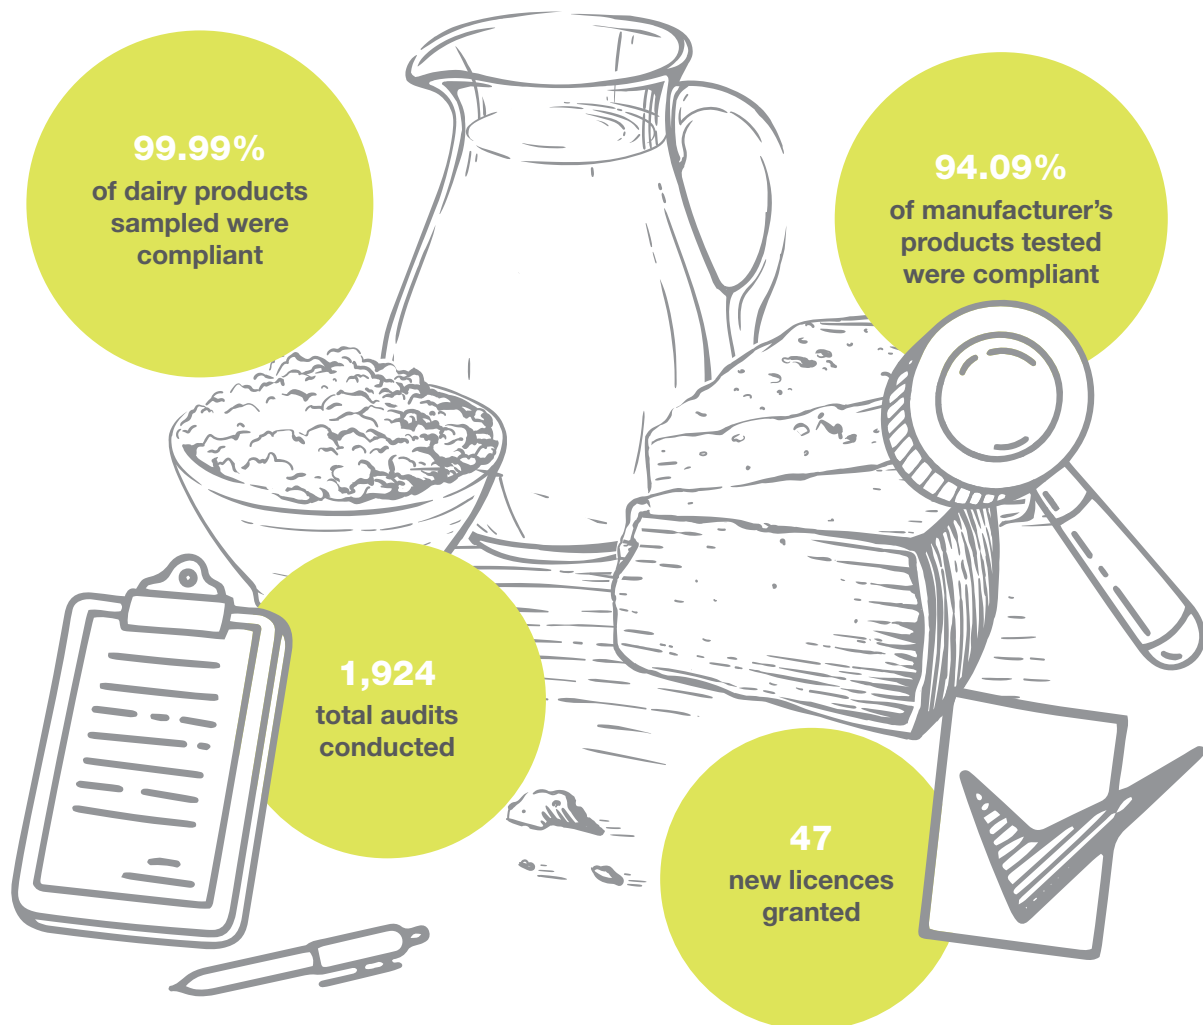 99.99%
of dairy products
sampled were
compliant
94.09%
of manufacturer’s
products tested
were compliant
1,924
total audits
conducted
47
new licences
granted